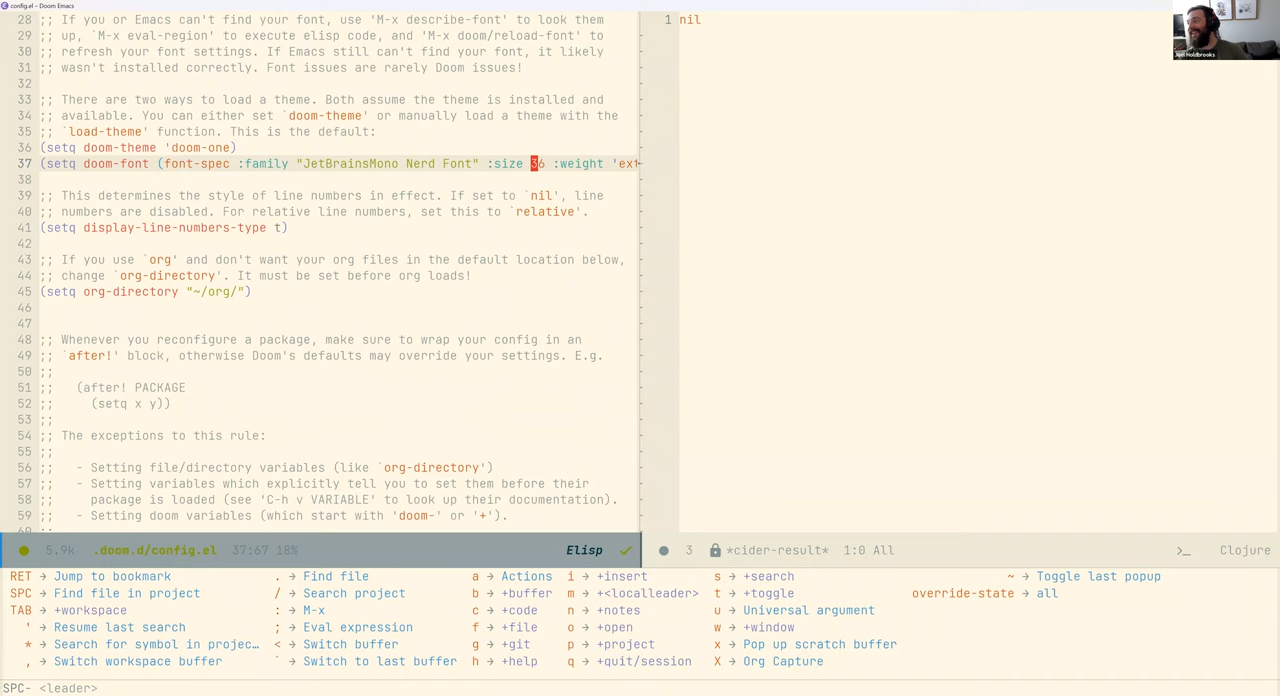 config.el – Doom Emacs
28 ;; If you or Emacs can't find your font, use 'M-x describe-font' to look them
29 ;; up, `M-x eval-region' to execute elisp code, and 'M-x doom/reload-font' to
30 ;; refresh your font settings. If Emacs still can't find your font, it likely
31 ;; wasn't installed correctly. Font issues are rarely Doom issues!
32
33 ;; There are two ways to load a theme. Both assume the theme is installed and
34 ;; available. You can either set `doom-theme' or manually load a theme with the
35 ;; `load-theme' function. This is the default:
36 (setq doom-theme 'doom-one)
37 (setq doom-font (font-spec :family "JetBrainsMono Nerd Font" :size 36 :weight 'ext
38
39 ;; This determines the style of line numbers in effect. If set to `nil', line
40 ;; numbers are disabled. For relative line numbers, set this to `relative'.
41 (setq display-line-numbers-type t)
42
43 ;; If you use `org' and don't want your org files in the default location below,
44 ;; change `org-directory'. It must be set before org loads!
45 (setq org-directory "~/org/")
46
47
48 ;; Whenever you reconfigure a package, make sure to wrap your config in an
49 ;; `after!' block, otherwise Doom's defaults may override your settings. E.g.
50 ;;
51 ;;   (after! PACKAGE
52 ;;     (setq x y))
53 ;;
54 ;; The exceptions to this rule:
55 ;;
56 ;;   - Setting file/directory variables (like `org-directory')
57 ;;   - Setting variables which explicitly tell you to set them before their
58 ;;     package is loaded (see 'C-h v VARIABLE' to look up their documentation).
59 ;;   - Setting doom variables (which start with 'doom-' or '+').
60 ;;
1 nil
Joel Holdbrooks
5.9k .doom.d/config.el 37:67 18% Elisp ✓
3 *cider-result* 1:0 All >_ Clojure
RET → Jump to bookmark . → Find file a → Actions i → +insert s → +search ~ → Toggle last popup
SPC → Find file in project / → Search project b → +buffer m → +<localleader> t → +toggle override-state → all
TAB → +workspace : → M-x c → +code n → +notes u → Universal argument
' → Resume last search ; → Eval expression f → +file o → +open w → +window
* → Search for symbol in projec… < → Switch buffer g → +git p → +project x → Pop up scratch buffer
, → Switch workspace buffer ` → Switch to last buffer h → +help q → +quit/session X → Org Capture
SPC- <leader>